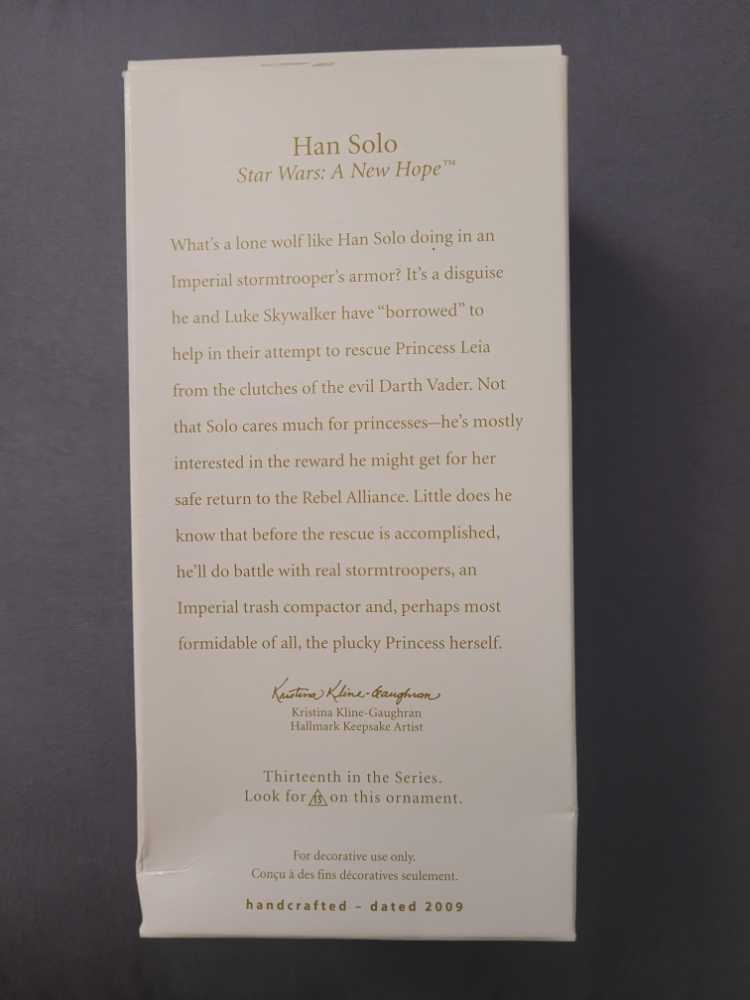 Han Solo
Star Wars: A New Hope™
What's a lone wolf like Han Solo doing in an
Imperial stormtrooper's armor? It's a disguise
he and Luke Skywalker have “borrowed” to
help in their attempt to rescue Princess Leia
from the clutches of the evil Darth Vader. Not
that Solo cares much for princesses—he's mostly
interested in the reward he might get for her
safe return to the Rebel Alliance. Little does he
know that before the rescue is accomplished,
he'll do battle with real stormtroopers, an
Imperial trash compactor and, perhaps most
formidable of all, the plucky Princess herself.
Kristina Kline-Gaughran
Kristina Kline-Gaughran
Hallmark Keepsake Artist
Thirteenth in the Series.
Look for 13 on this ornament.
For decorative use only.
Conçu à des fins décoratives seulement.
handcrafted – dated 2009